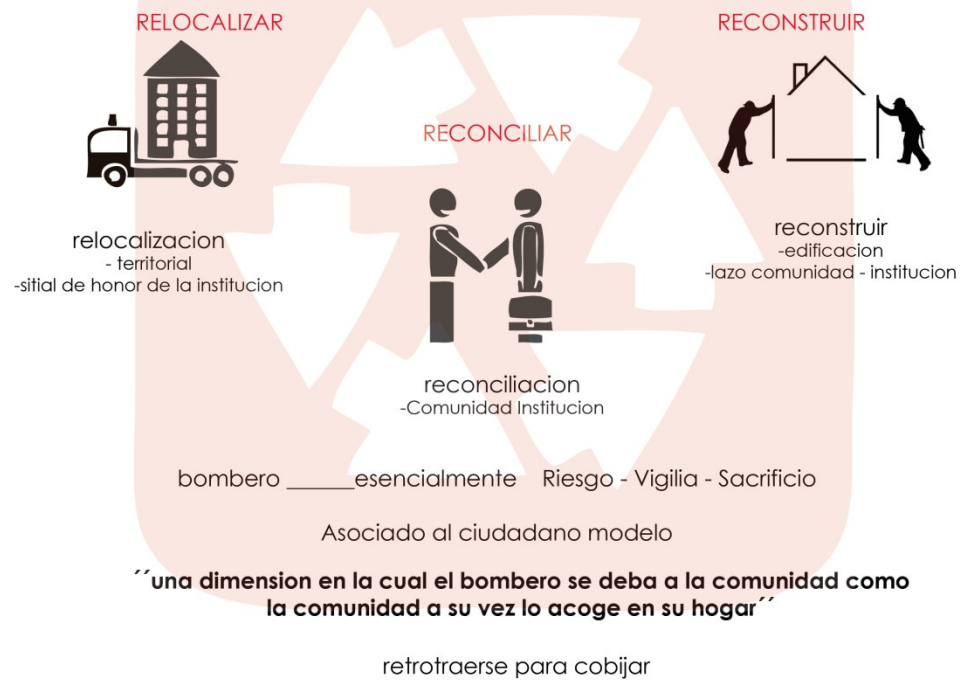 RELOCALIZAR
RECONSTRUIR
RECONCILIAR
relocalizacion
- territorial
-sitial de honor de la institucion
reconstruir
-edificacion
-lazo comunidad - institucion
reconciliacion
-Comunidad Institucion
bombero ______esencialmente Riesgo - Vigilia - Sacrificio
Asociado al ciudadano modelo
´´una dimension en la cual el bombero se deba a la comunidad como
la comunidad a su vez lo acoge en su hogar´´
retrotraerse para cobijar